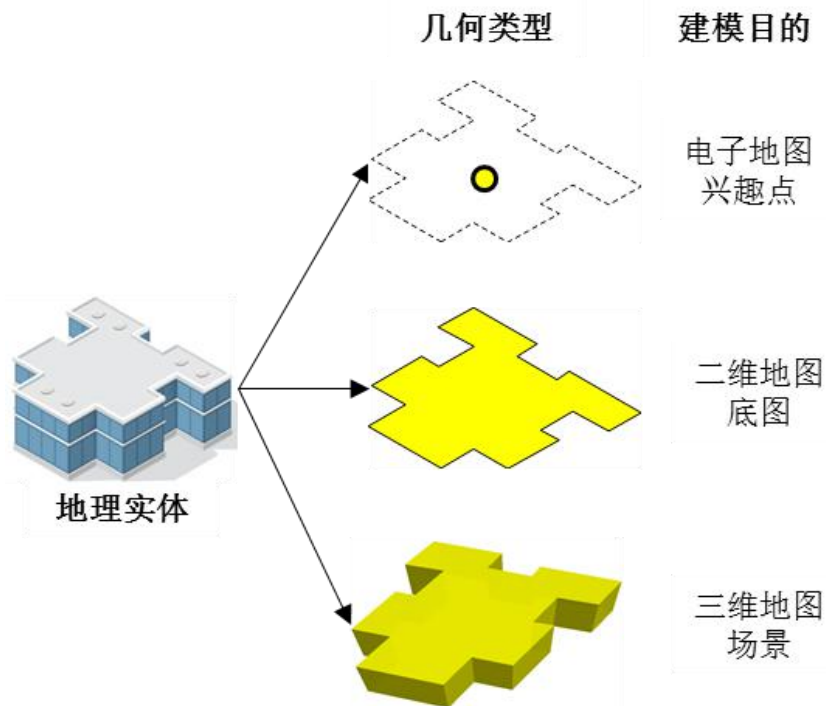 几何类型 建模目的
电子地图
兴趣点
二维地图
底图
地理实体
三维地图
场景